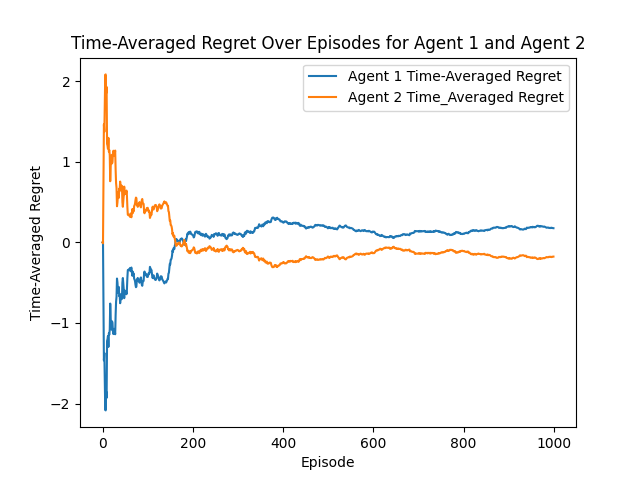 Time-Averaged Regret Over Episodes for Agent 1 and Agent 2
Agent 1 Time-Averaged Regret
Agent 2 Time_Averaged Regret
Time-Averaged Regret
2
1
0
−1
−2
0 200 400 600 800 1000
Episode